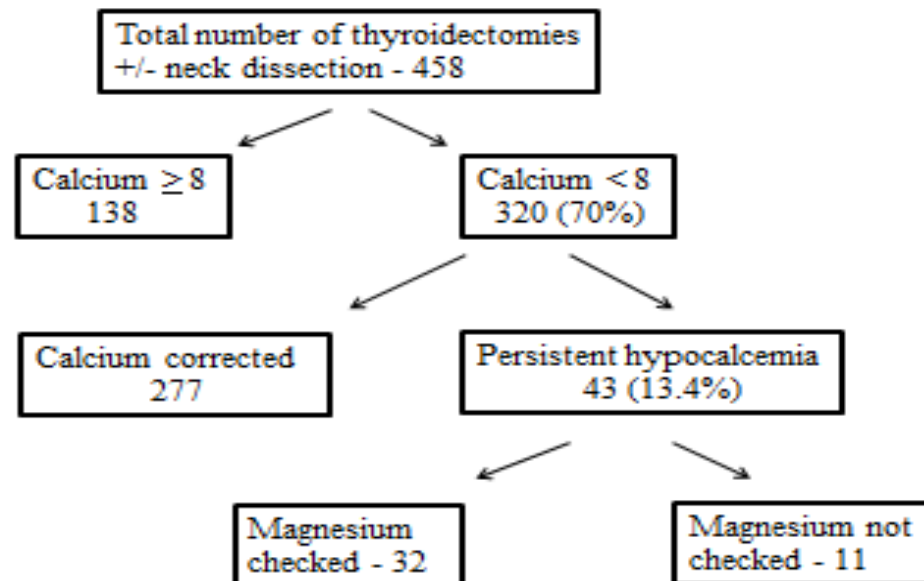 Total number of thyroidectomies
+/- neck dissection - 458
Calcium ≥ 8
138
Calcium < 8
320 (70%)
Calcium corrected
277
Persistent hypocalcemia
43 (13.4%)
Magnesium
checked - 32
Magnesium not
checked - 11